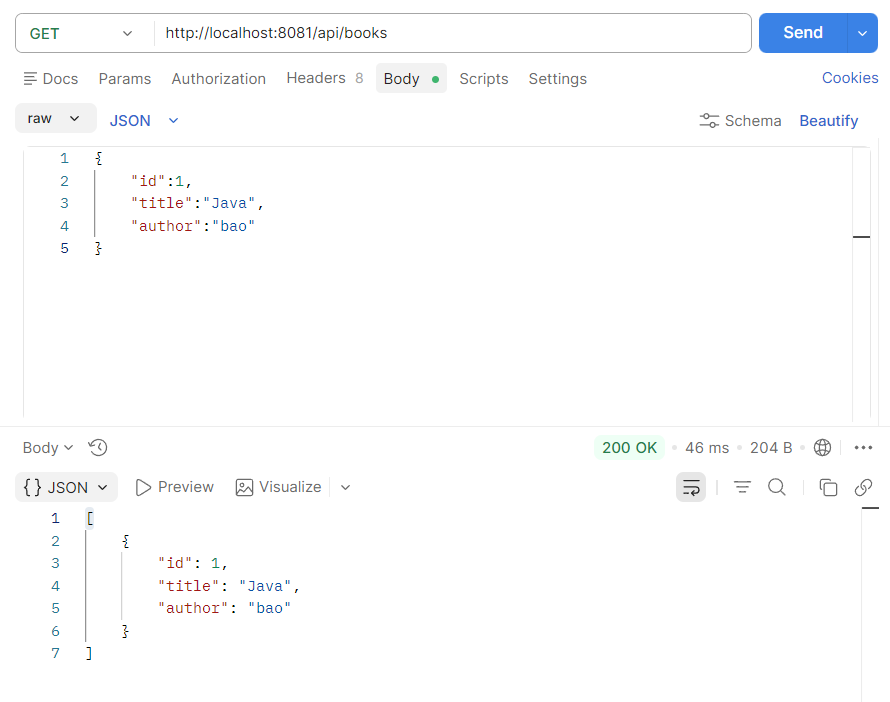 GET http://localhost:8081/api/books Send
Docs Params Authorization Headers 8 Body Scripts Settings Cookies
raw JSON Schema Beautify
1 {
2 "id":1,
3 "title":"Java",
4 "author":"bao"
5 }
Body 200 OK 46 ms 204 B
{} JSON Preview Visualize
1 [
2 {
3 "id": 1,
4 "title": "Java",
5 "author": "bao"
6 }
7 ]